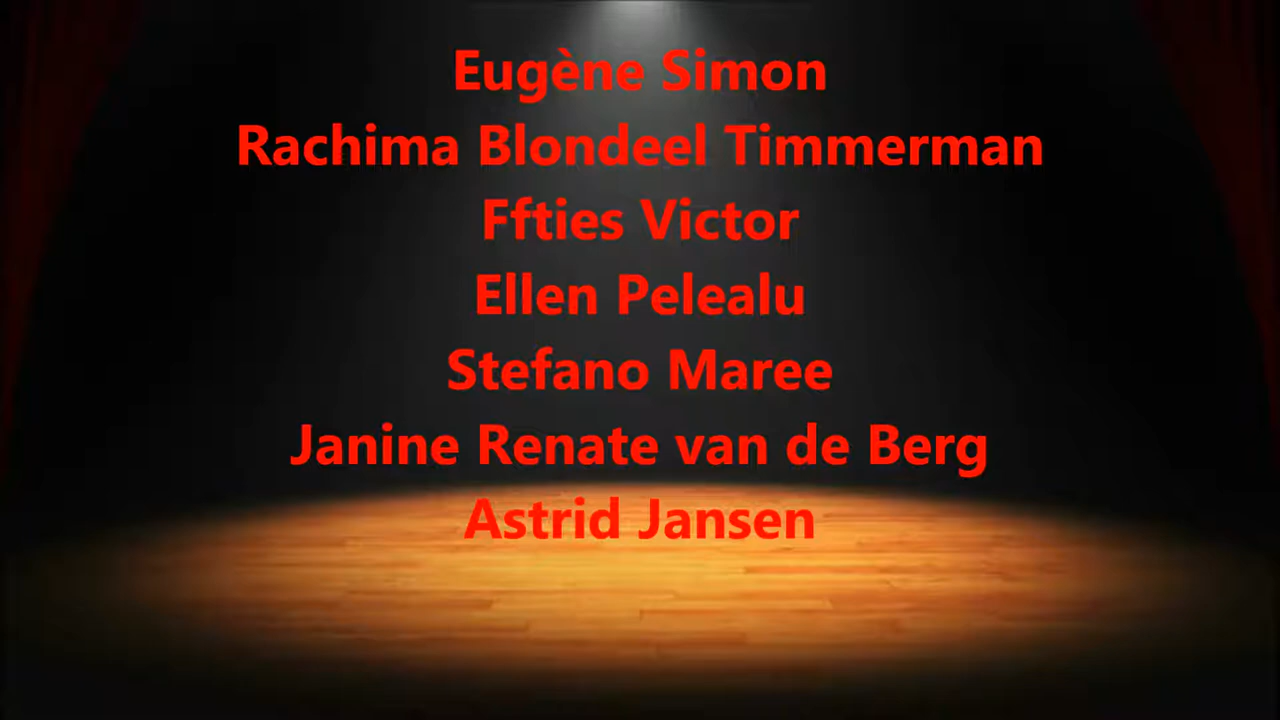 Eugène Simon
Rachima Blondeel Timmerman
Ffties Victor
Ellen Pelealu
Stefano Maree
Janine Renate van de Berg
Astrid Jansen